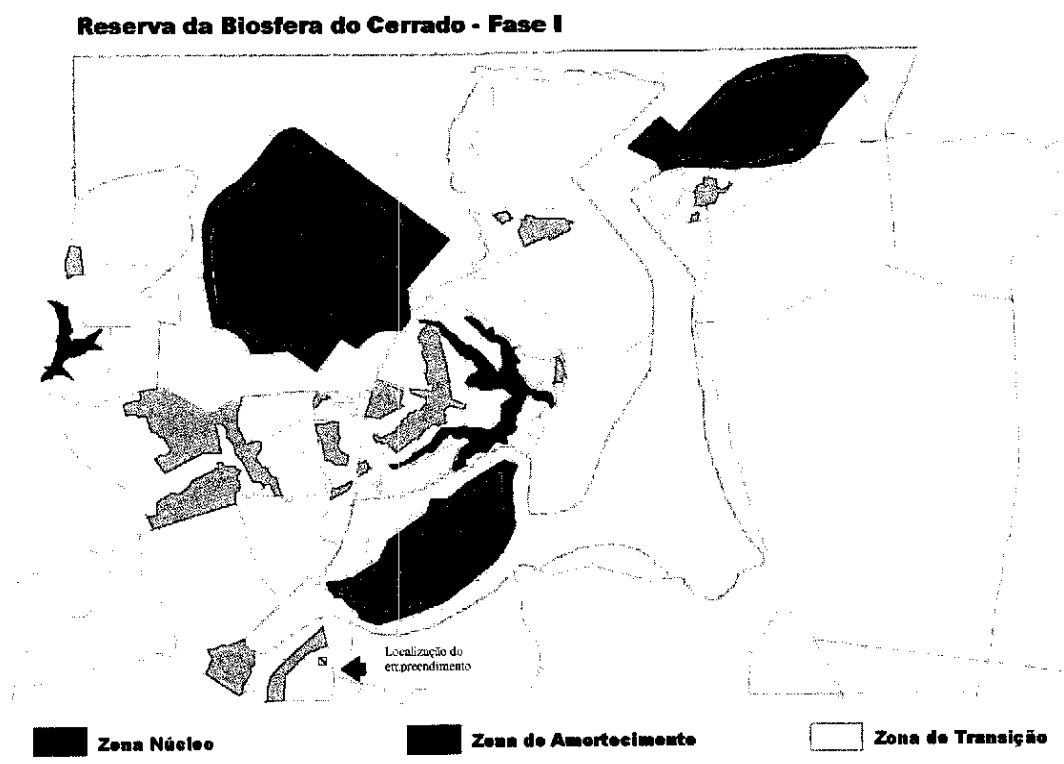 Reserva da Biosfera do Cerrado - Fase I
Localização do
empreendimento
Zona Núcleo
Zona de Amortecimento
Zona de Transição